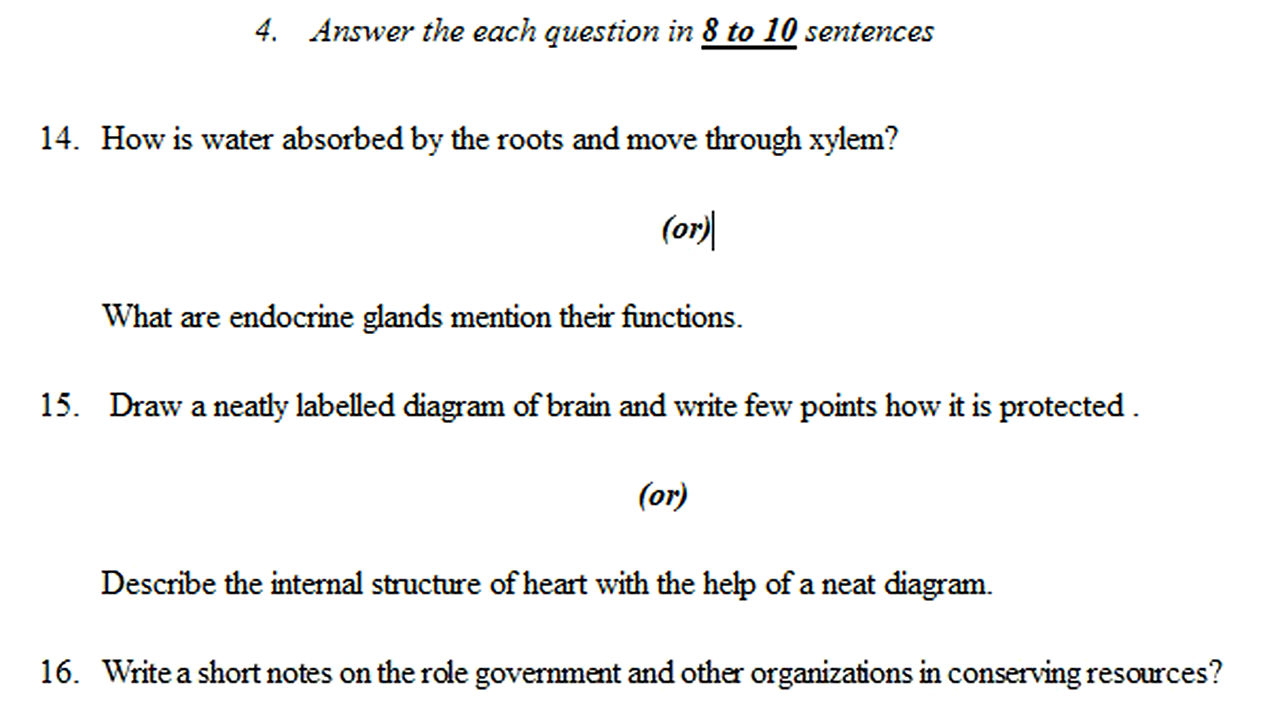 4. Answer the each question in 8 to 10 sentences
14. How is water absorbed by the roots and move through xylem?
(or)
What are endocrine glands mention their functions.
15. Draw a neatly labelled diagram of brain and write few points how it is protected .
(or)
Describe the internal structure of heart with the help of a neat diagram.
16. Write a short notes on the role government and other organizations in conserving resources?